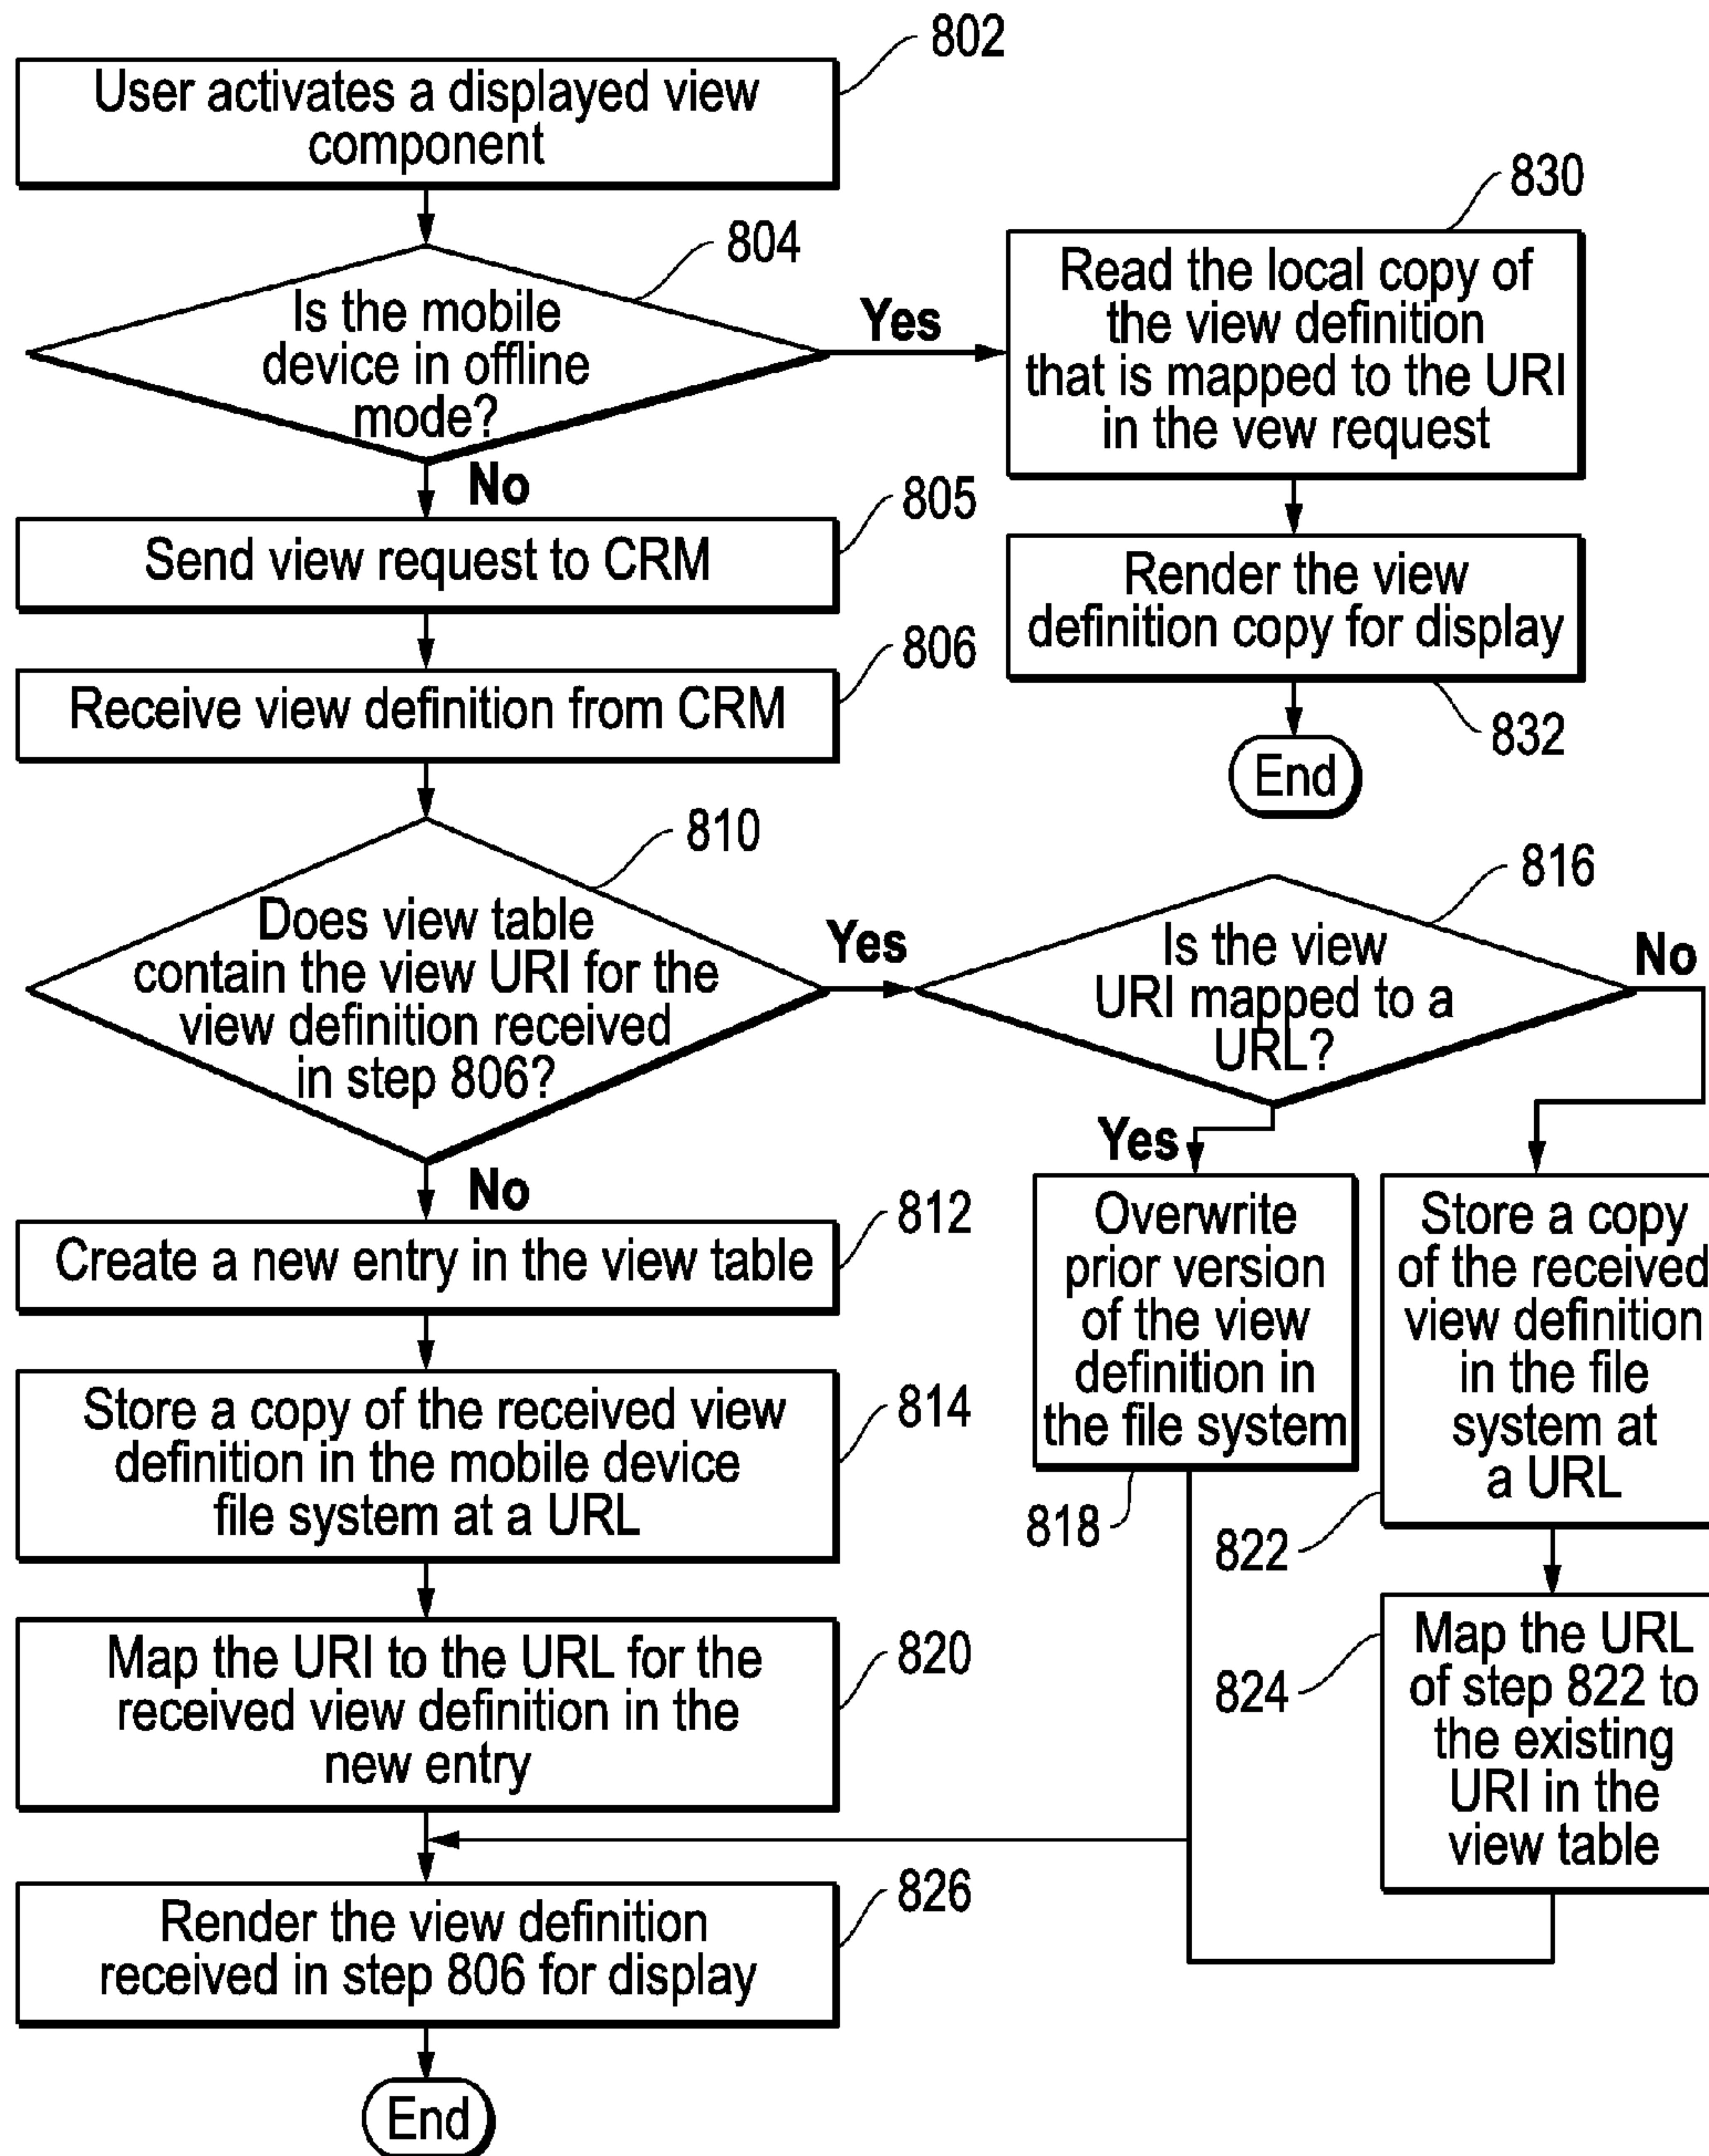 802
User activates a displayed view
component
804
Is the mobile
device in offline
mode?
Yes
No
830
Read the local copy of
the view definition
that is mapped to the URI
in the vew request
805
Send view request to CRM
Render the view
definition copy for display
832
End
806
Receive view definition from CRM
810
Does view table
contain the view URI for the
view definition received
in step 806?
Yes
No
816
Is the view
URI mapped to a
URL?
No
Yes
812
Create a new entry in the view table
Overwrite
prior version
of the view
definition in
the file system
818
Store a copy
of the received
view definition
in the file
system at
a URL
822
814
Store a copy of the received view
definition in the mobile device
file system at a URL
820
Map the URI to the URL for the
received view definition in the
new entry
824
Map the URL
of step 822 to
the existing
URI in the
view table
826
Render the view definition
received in step 806 for display
End